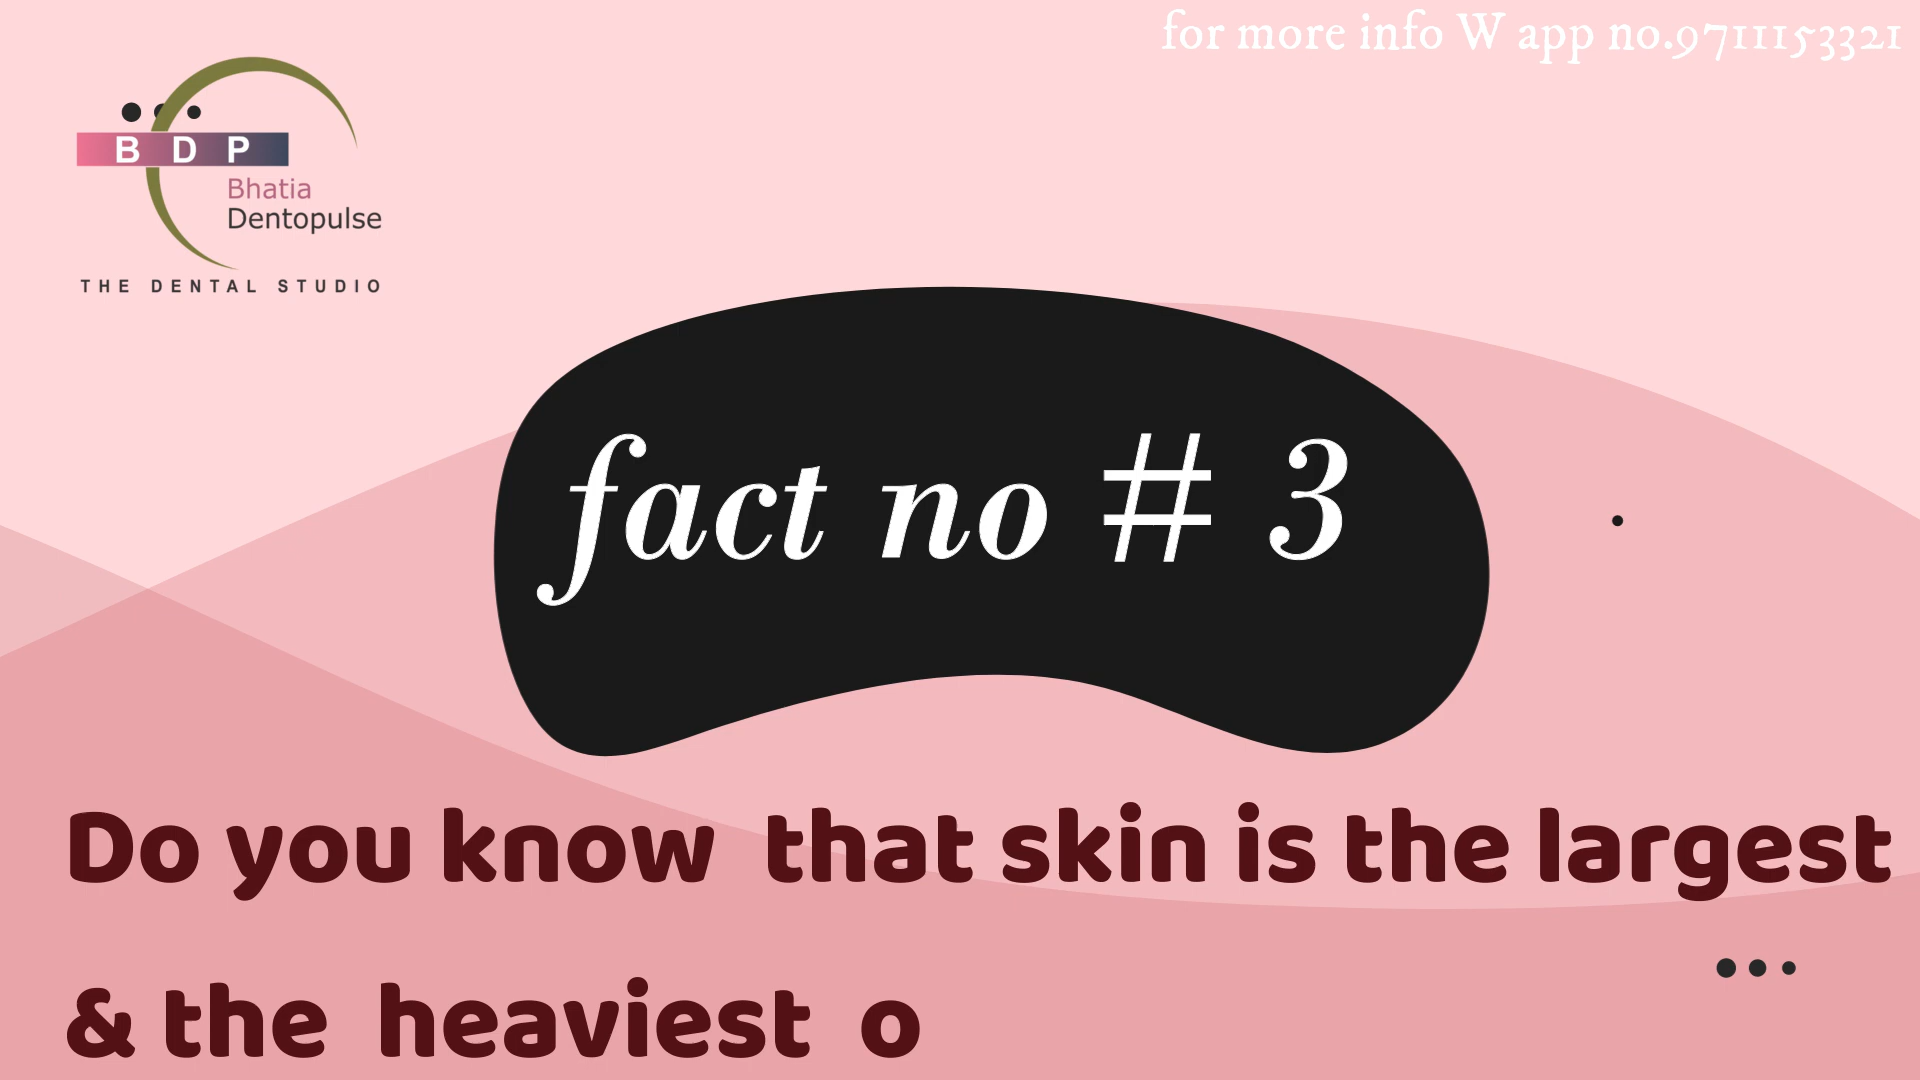 for more info W app no.9711153321
B D P
Bhatia
Dentopulse
THE DENTAL STUDIO
fact no # 3
Do you know that skin is the largest
& the heaviest o